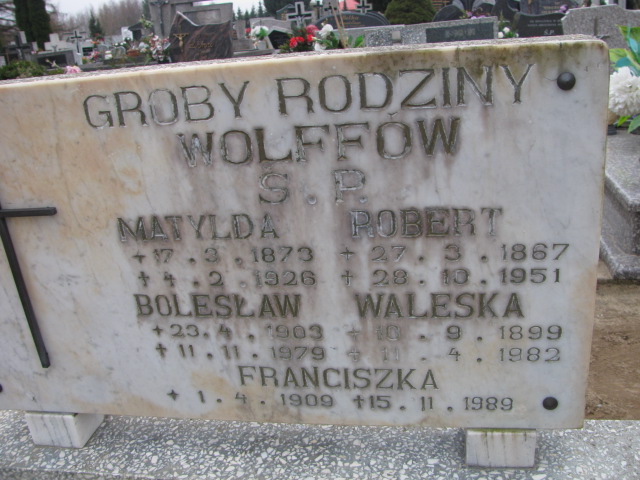 GROBY RODZINY
WOLFFÓW
Ś.P.
MATYLDA ROBERT
+ 17.3.1873 + 27.3.1867
+ 4.2.1926 + 28.10.1951
BOLESŁAW WALESKA
+ 23.4.1903 + 10.9.1899
+ 11.11.1979 + 11.4.1982
FRANCISZKA
+ 1.4.1909 +15.11.1989